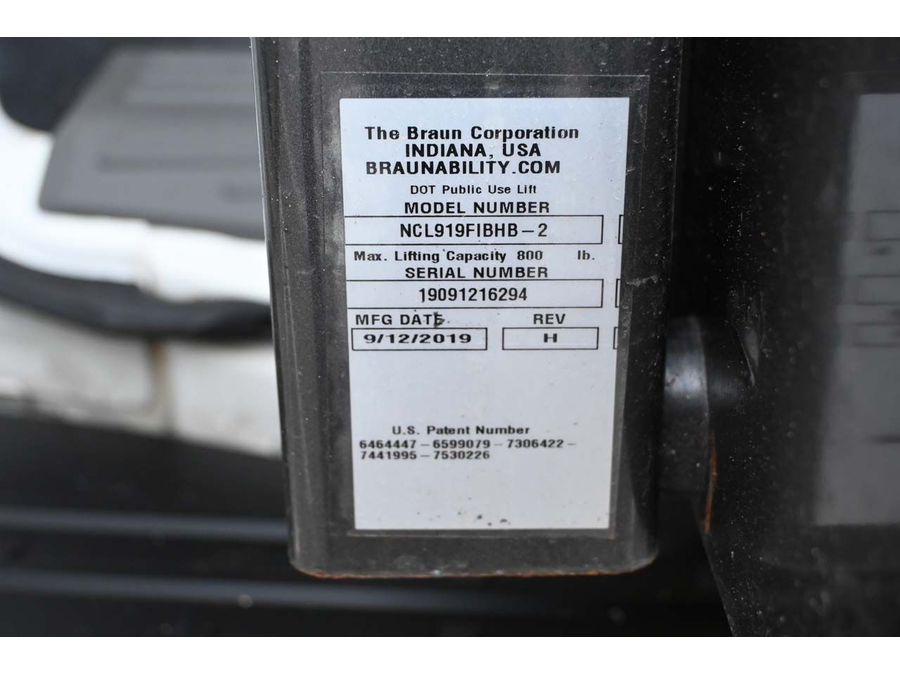 The Braun Corporation
INDIANA, USA
BRAUNABILITY.COM
DOT Public Use Lift
MODEL NUMBER
NCL919FIBHB-2
Max. Lifting Capacity 800 lb.
SERIAL NUMBER
19091216294
MFG DATE REV
9/12/2019 H
U.S. Patent Number
6464447-6599079-7306422-
7441995-7530226